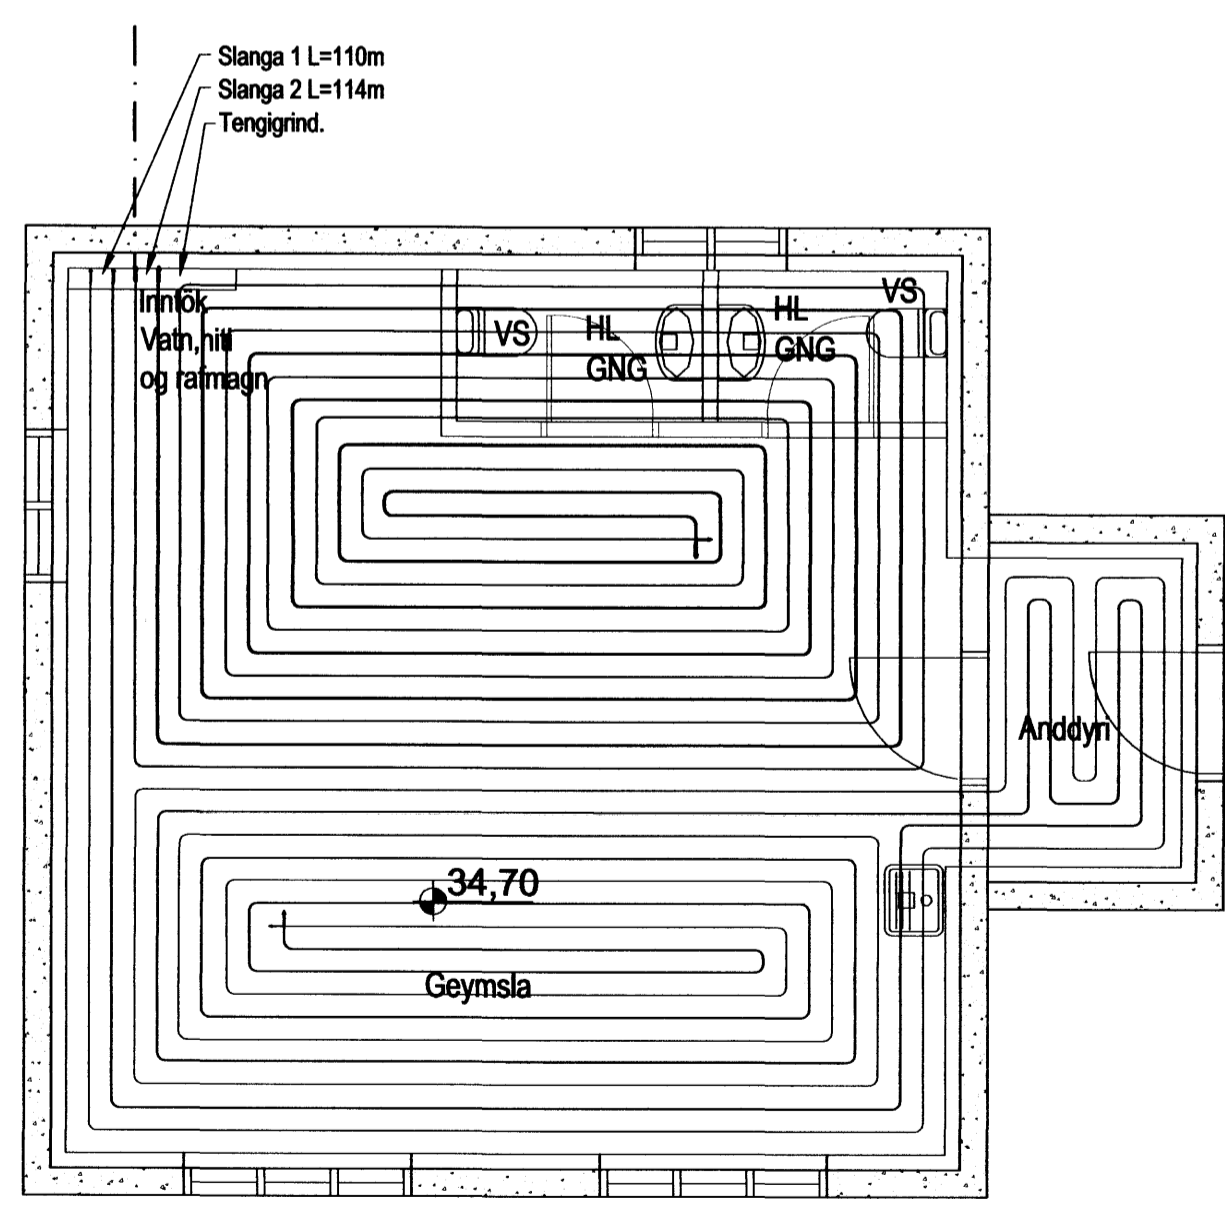 Slanga 1 L=110m
Slanga 2 L=114m
Tengigrind.
Inntök
Vatn,hiti
og rafmagn
VS
HL
GNG
HL
GNG
VS
Anddyri
34,70
Geymsla